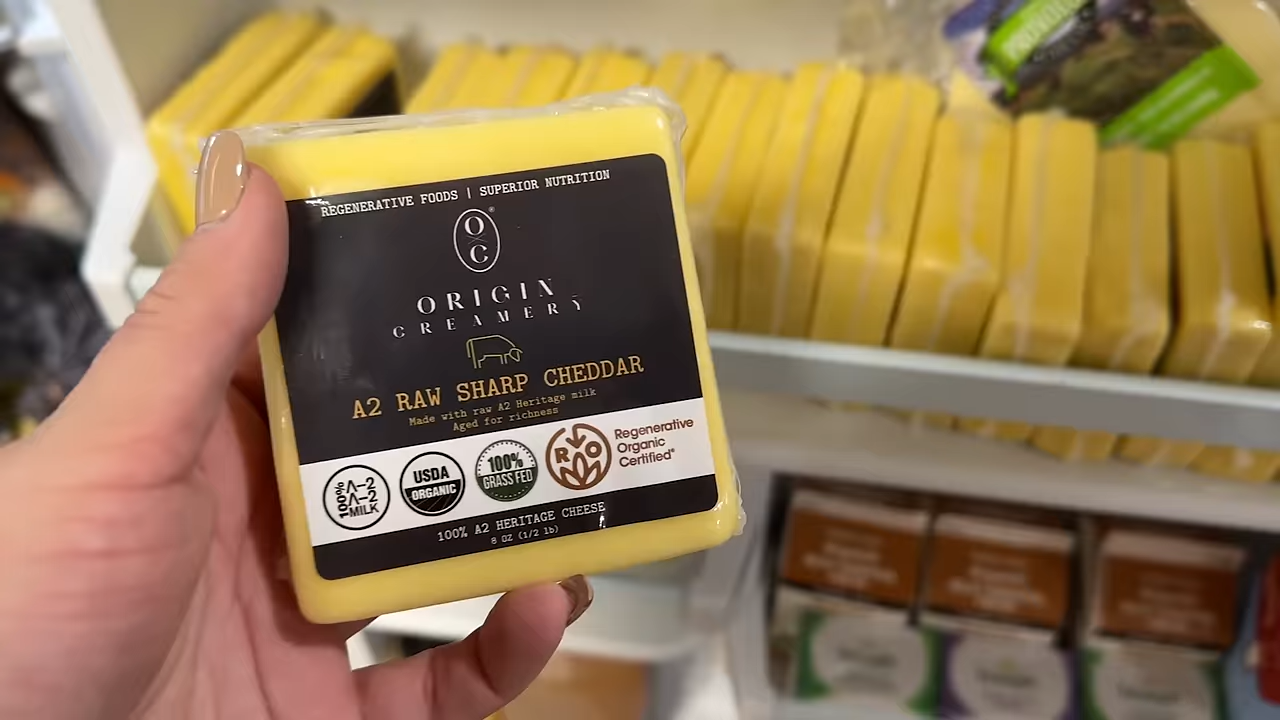 REGENERATIVE FOODS | SUPERIOR NUTRITION
O
C
®
ORIGIN
CREAMERY
A2 RAW SHARP CHEDDAR
Made with raw A2 Heritage milk
Aged for richness
100% A-2 A-2 MILK
USDA
ORGANIC
100%
GRASS FED
R O
Regenerative
Organic
Certified®
100% A2 HERITAGE CHEESE
8 OZ (1/2 lb)